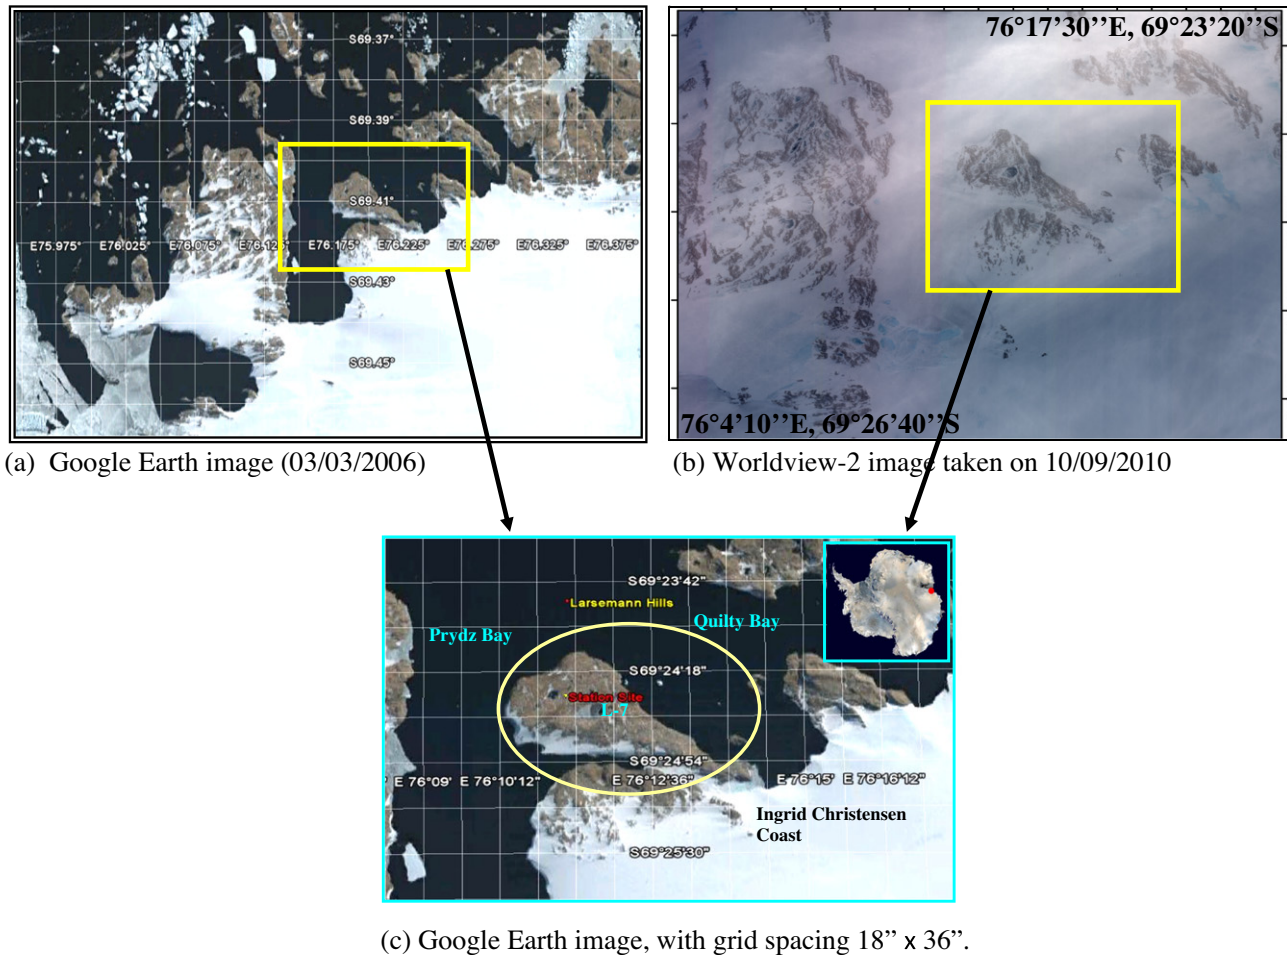 S69.37°
S69.39°
S69.41°
E75.975° E76.025° E76.075° E76.125° E76.175° E76.225° E76.275° E76.325° E76.375°
S69.43°
S69.45°
(a) Google Earth image (03/03/2006)
76°17'30’’E, 69°23’20’’S
76°4’10’’E, 69°26’40’’S
(b) Worldview-2 image taken on 10/09/2010
S69°23'42"
Larsemann Hills
Prydz Bay
Quilty Bay
S69°24'18"
Station Site
L-7
S69°24'54"
E 76°09' E 76°10'12" E 76°12'36" E 76°15' E 76°16'12"
Ingrid Christensen
Coast
S69°25'30"
(c) Google Earth image, with grid spacing 18” x 36”.